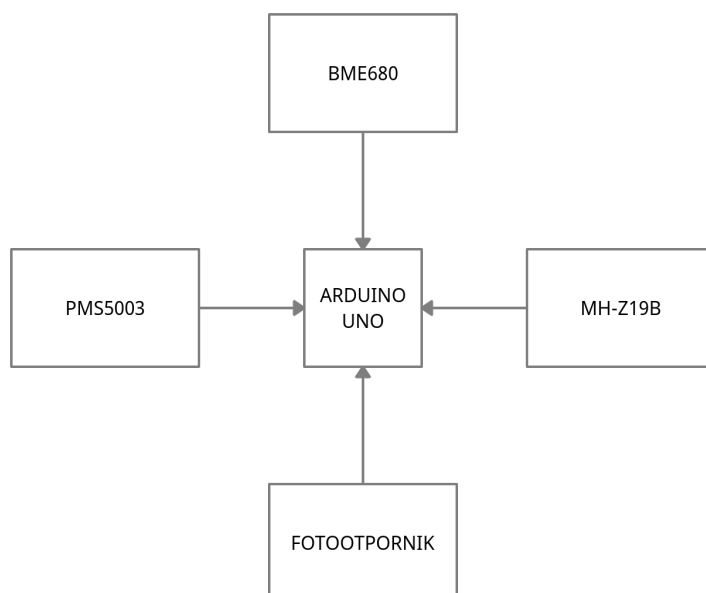 BME680
PMS5003
ARDUINO
UNO
MH-Z19B
FOTOOTPORNIK